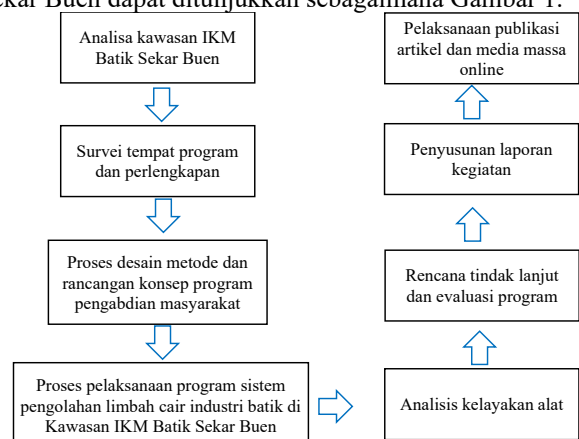 ekar Buen dapat ditunjukkan sebagaimana Gambar 1.
Analisa kawasan IKM
Batik Sekar Buen
Survei tempat program
dan perlengkapan
Proses desain metode dan
rancangan konsep program
pengabdian masyarakat
Proses pelaksanaan program sistem
pengolahan limbah cair industri batik di
Kawasan IKM Batik Sekar Buen
Analisis kelayakan alat
Rencana tindak lanjut
dan evaluasi program
Penyusunan laporan
kegiatan
Pelaksanaan publikasi
artikel dan media massa
online